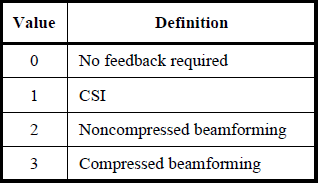 Value Definition
0 No feedback required
1 CSI
2 Noncompressed beamforming
3 Compressed beamforming